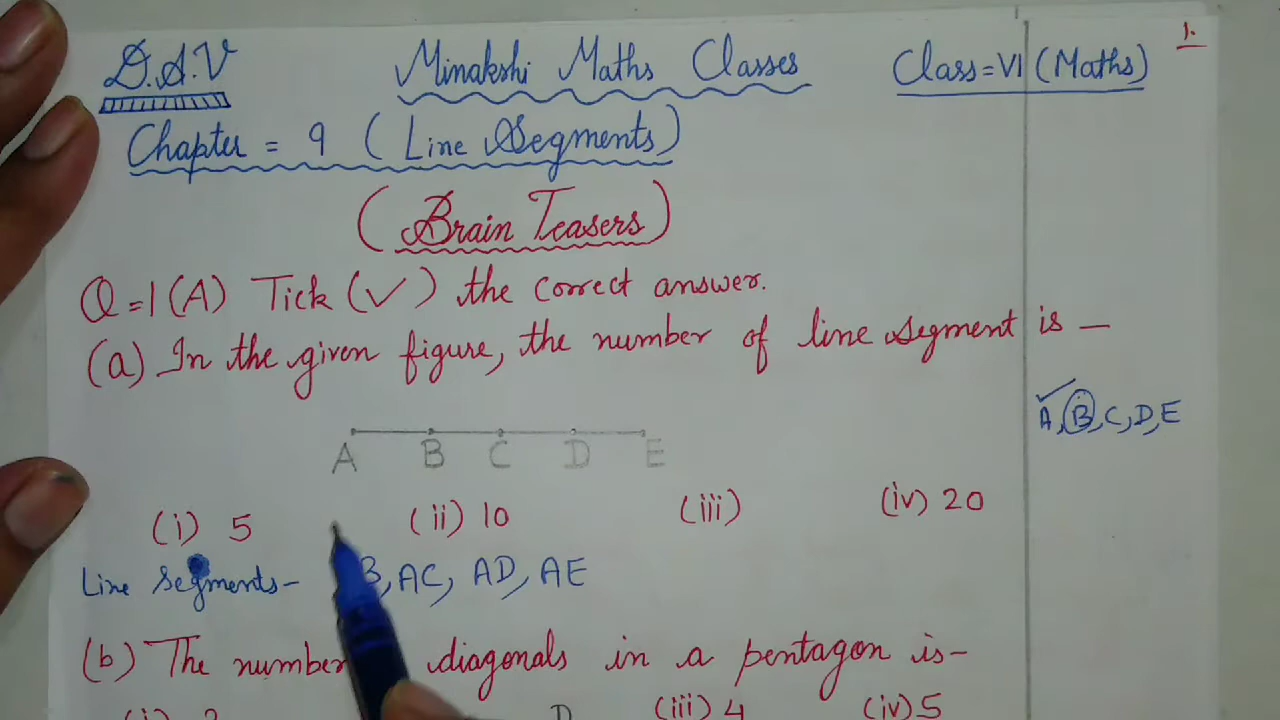 D.A.V Minakshi Maths Classes Class=VI (Maths) 1.
Chapter = 9 (Line Segments)
(Brain Teasers)
Q=1(A) Tick (✓) the correct answer.
(a) In the given figure, the number of line segment is —
A, B, C, D, E
A B C D E
(i) 5 (ii) 10 (iii) (iv) 20
Line Segments- B, AC, AD, AE
(b) The number diagonals in a pentagon is-
D (iii) 4 (iv) 5